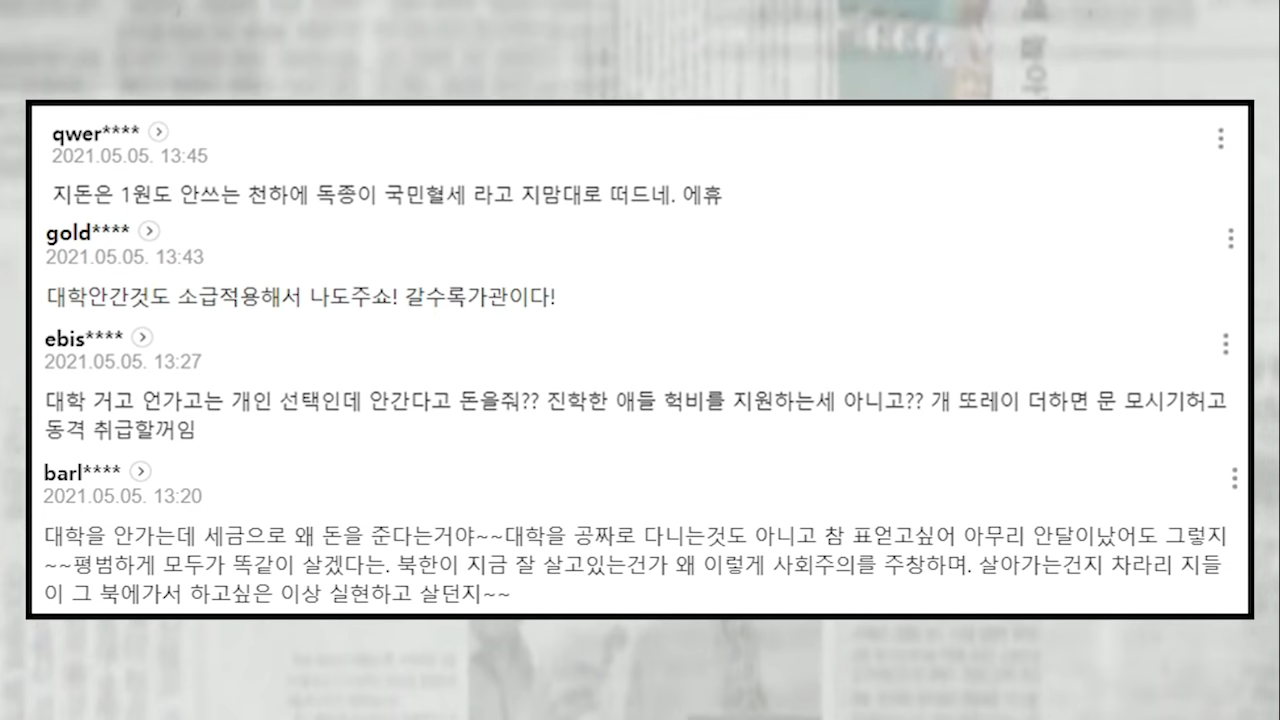 qwer****
2021.05.05. 13:45
지돈은 1원도 안쓰는 천하에 독종이 국민혈세 라고 지맘대로 떠드네. 에휴
gold****
2021.05.05. 13:43
대학안간것도 소급적용해서 나도주쇼! 갈수록가관이다!
ebis****
2021.05.05. 13:27
대학 거고 언가고는 개인 선택인데 안간다고 돈을줘?? 진학한 애들 헉비를 지원하는세 아니고?? 개 또레이 더하면 문 모시기허고
동격 취급할꺼임
barl****
2021.05.05. 13:20
대학을 안가는데 세금으로 왜 돈을 준다는거야~~대학을 공짜로 다니는것도 아니고 참 표얻고싶어 아무리 안달이났어도 그렇지
~~평범하게 모두가 똑같이 살겠다는. 북한이 지금 잘 살고있는건가 왜 이렇게 사회주의를 주창하며. 살아가는건지 차라리 지들
이 그 북에가서 하고싶은 이상 실현하고 살던지~~